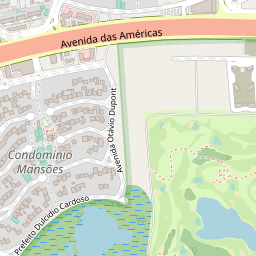 Avenida das Américas
Avenida Otávio Dupont
Condomínio
Mansões
Prefeito Dulcídio Cardoso